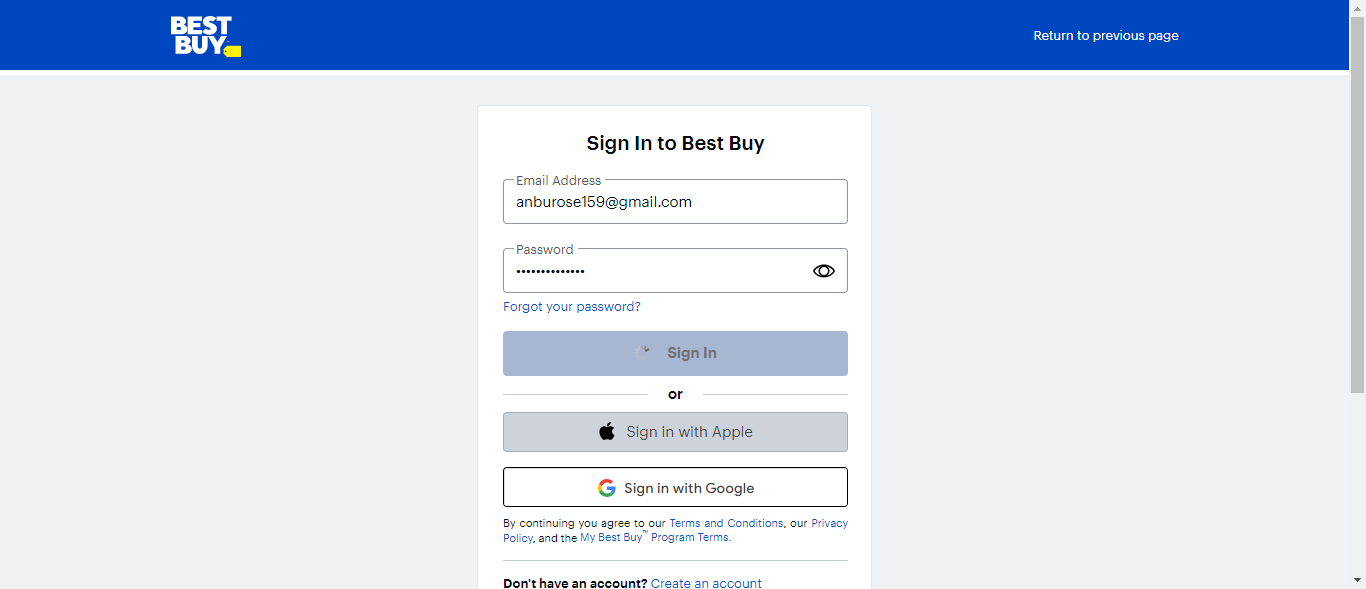 BEST
BUY
Return to previous page
Sign In to Best Buy
Email Address
anburose159@gmail.com
Password
••••••••••••••
Forgot your password?
Sign In
or
Sign in with Apple
Sign in with Google
By continuing you agree to our Terms and Conditions, our Privacy
Policy, and the My Best Buy™ Program Terms.
Don't have an account? Create an account